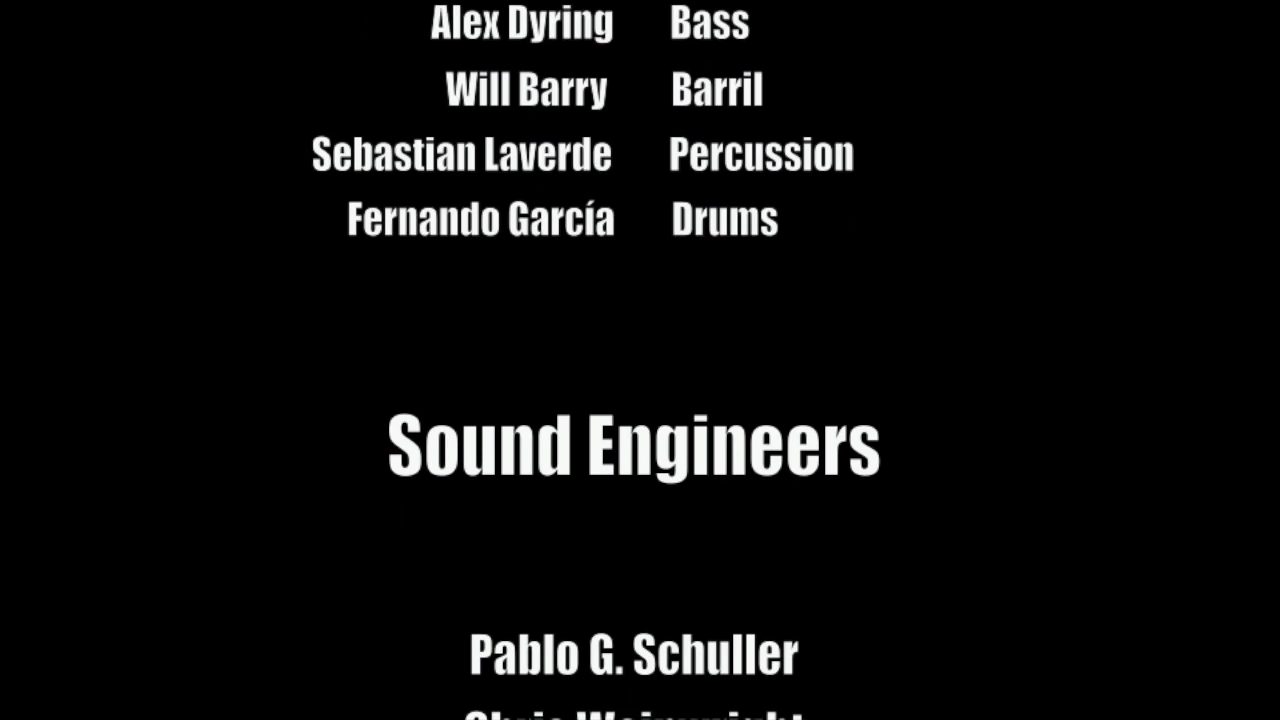 Alex Dyring Bass
Will Barry Barril
Sebastian Laverde Percussion
Fernando García Drums
Sound Engineers
Pablo G. Schuller